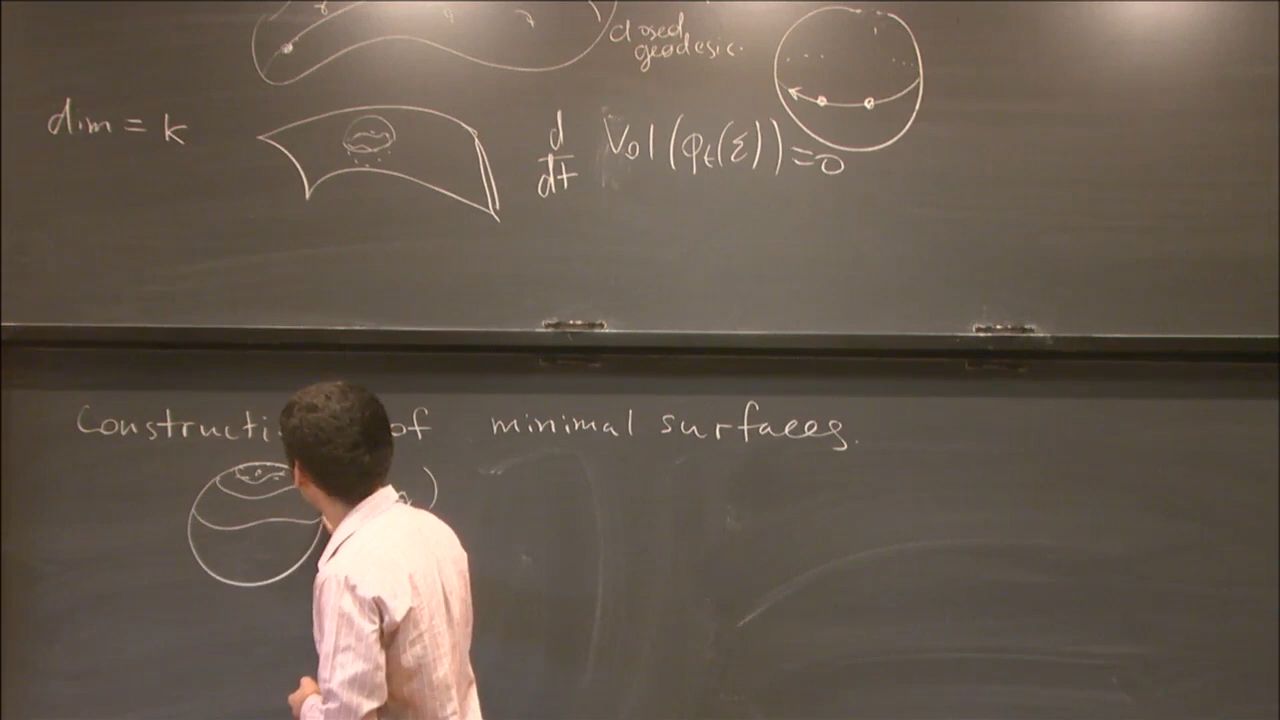 closed
geodesic.
dim = k
d/dt Vol(φt(Σ))=0
Constructi of minimal surfaces.